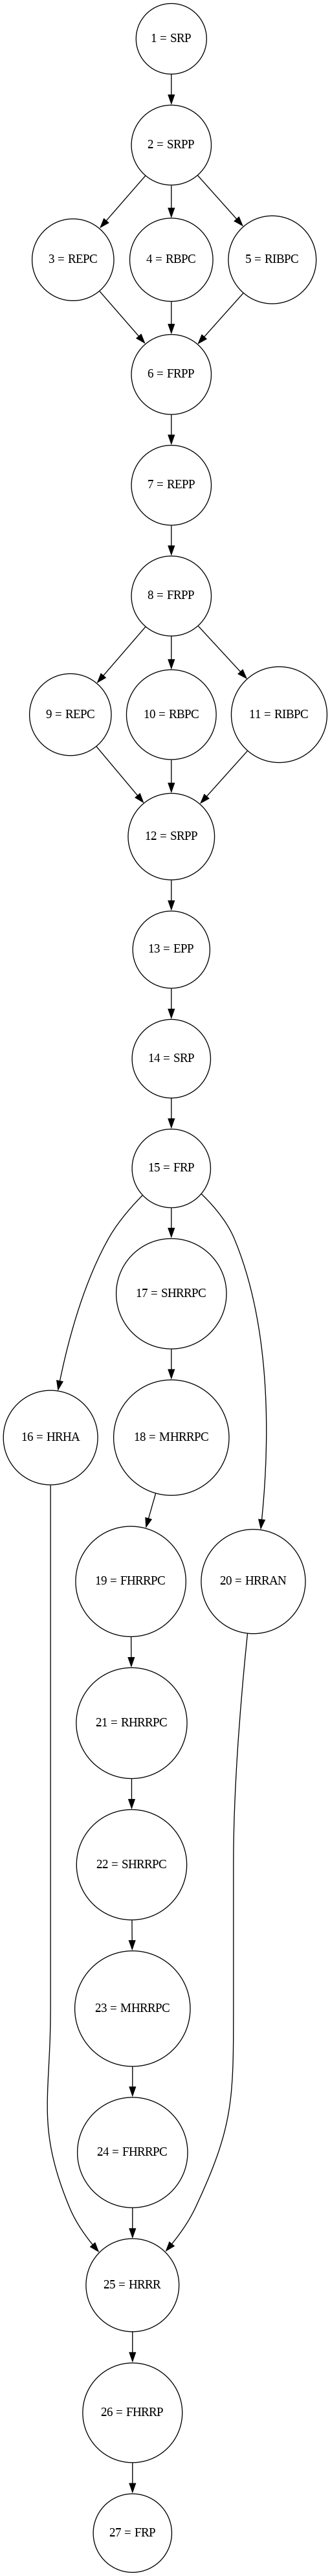 1 = SRP
2 = SRPP
3 = REPC
4 = RBPC
5 = RIBPC
6 = FRPP
7 = REPP
8 = FRPP
9 = REPC
10 = RBPC
11 = RIBPC
12 = SRPP
13 = EPP
14 = SRP
15 = FRP
17 = SHRRPC
16 = HRHA
18 = MHRRPC
19 = FHRRPC
20 = HRRAN
21 = RHRRPC
22 = SHRRPC
23 = MHRRPC
24 = FHRRPC
25 = HRRR
26 = FHRRP
27 = FRP